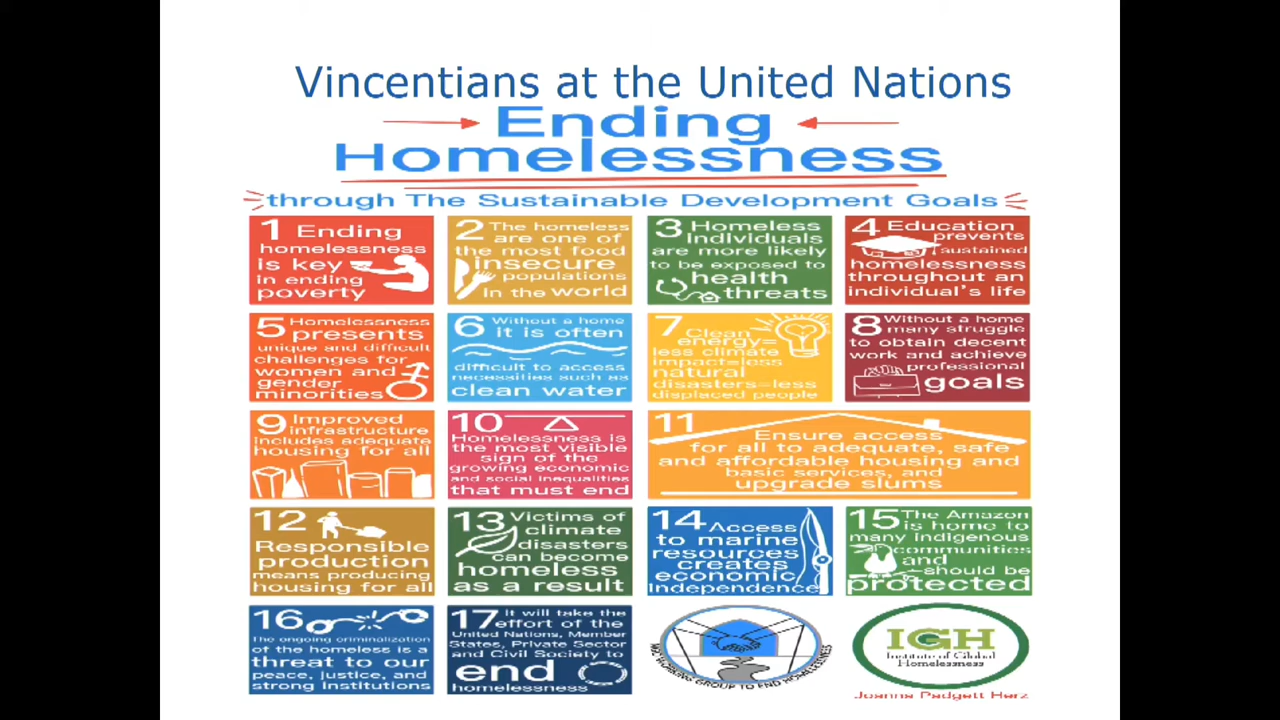 Vincentians at the United Nations
Ending
Homelessness
through The Sustainable Development Goals
1 Ending
homelessness
is key
in ending
poverty
2 The homeless
are one of
the most food
insecure
populations
in the world
3 Homeless
individuals
are more likely
to be exposed to
health
threats
4 Education
prevents
sustained
homelessness
throughout an
individual's life
5 Homelessness
presents
unique and difficult
challenges for
women and
gender
minorities
6 Without a home
it is often
difficult to access
necessities such as
clean water
7 Clean
energy=
less climate
impact=less
natural
disasters=less
displaced people
8 Without a home
many struggle
to obtain decent
work and achieve
professional
goals
9 Improved
infrastructure
includes adequate
housing for all
10
Homelessness is
the most visible
sign of the
growing economic
and social inequalities
that must end
11
Ensure access
for all to adequate, safe
and affordable housing and
basic services, and
upgrade slums
12
Responsible
production
means producing
housing for all
13 Victims of
climate
disasters
can become
homeless
as a result
14 Access
to marine
resources
creates
economic
independence
15 The Amazon
is home to
many indigenous
communities
and
should be
protected
16
The ongoing criminalization
of the homeless is a
threat to our
peace, justice, and
strong institutions
17 It will take the
effort of the
United Nations, Member
States, Private Sector
and Civil Society to
end
homelessness
WORKING GROUP TO END HOMELESSNESS
IGH
Institute of Global
Homelessness
Joanna Padgett Herz